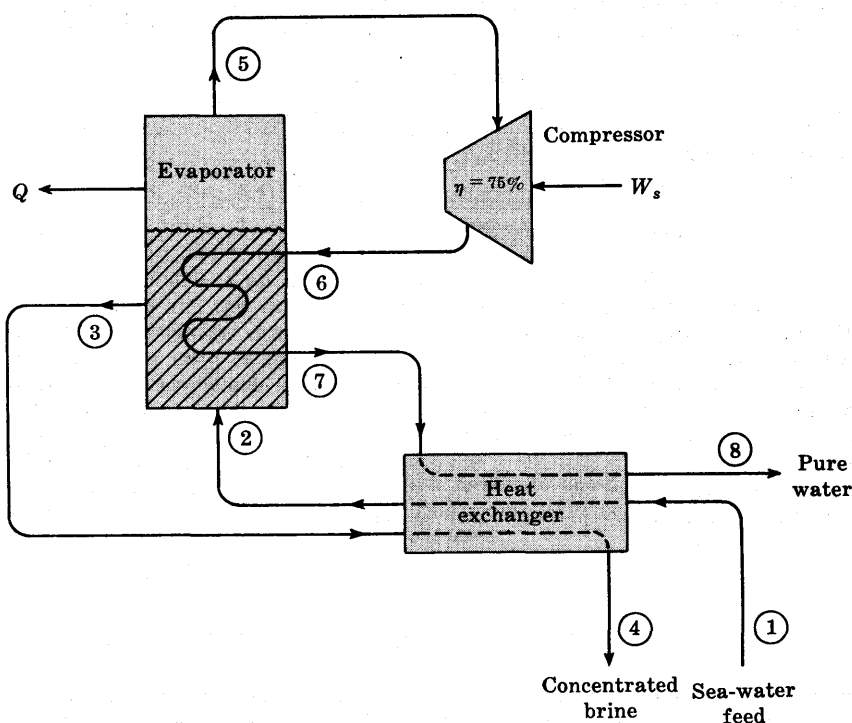 ⑤
Compressor
Evaporator
Q
η = 75%
W_s
⑥
③
⑦
②
⑧
Pure
water
Heat
exchanger
④
①
Concentrated
brine
Sea-water
feed